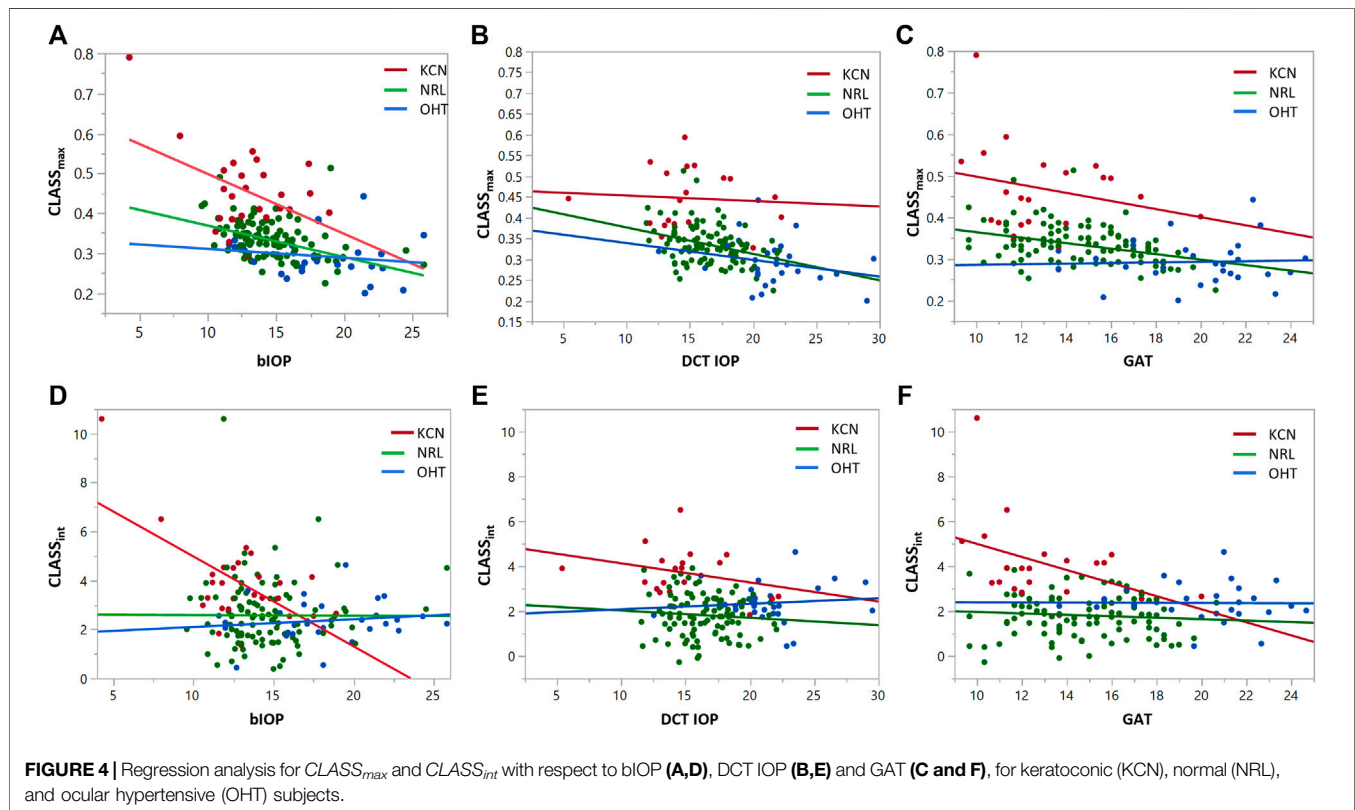 A
0.8
0.7
0.6
0.5
0.4
0.3
0.2
CLASSmax
5
10
15
20
25
bIOP
KCN
NRL
OHT
B
0.8
0.75
0.7
0.65
0.6
0.55
0.5
0.45
0.4
0.35
0.3
0.25
0.2
0.15
CLASSmax
5
10
15
20
25
30
DCT IOP
KCN
NRL
OHT
C
0.8
0.7
0.6
0.5
0.4
0.3
0.2
CLASSmax
10
12
14
16
18
20
22
24
GAT
KCN
NRL
OHT
D
10
8
6
4
2
0
CLASSint
5
10
15
20
25
bIOP
KCN
NRL
OHT
E
10
8
6
4
2
0
CLASSint
5
10
15
20
25
30
DCT IOP
KCN
NRL
OHT
F
10
8
6
4
2
0
CLASSint
10
12
14
16
18
20
22
24
GAT
KCN
NRL
OHT
FIGURE 4 | Regression analysis for CLASSmax and CLASSint with respect to bIOP (A,D), DCT IOP (B,E) and GAT (C and F), for keratoconic (KCN), normal (NRL),
and ocular hypertensive (OHT) subjects.